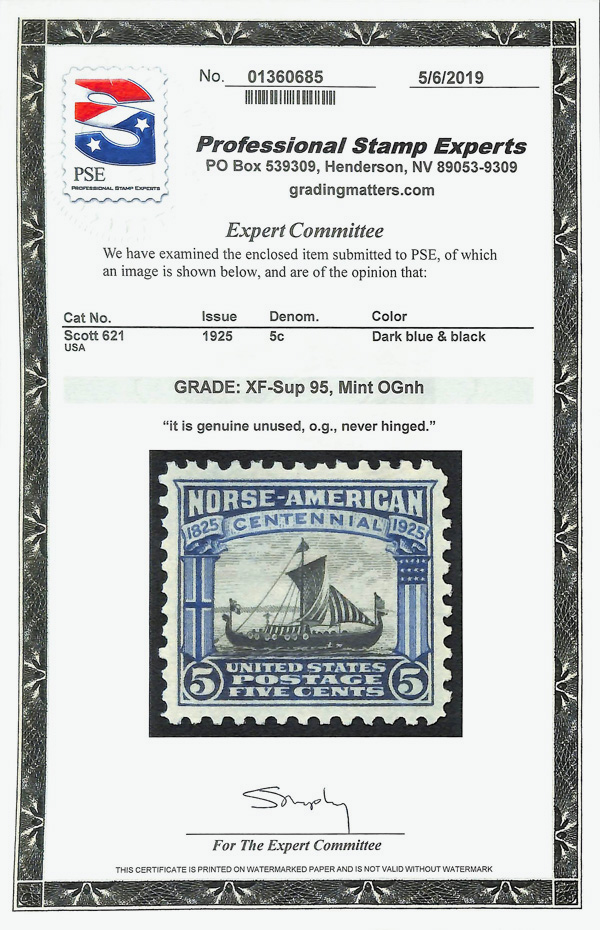 No. 01360685 5/6/2019
PSE
PROFESSIONAL STAMP EXPERTS
Professional Stamp Experts
PO Box 539309, Henderson, NV 89053-9309
gradingmatters.com
Expert Committee
We have examined the enclosed item submitted to PSE, of which
an image is shown below, and are of the opinion that:
Cat No. Issue Denom. Color
Scott 621 1925 5c Dark blue & black
USA
GRADE: XF-Sup 95, Mint OGnh
“it is genuine unused, o.g., never hinged.”
NORSE-AMERICAN
1825 CENTENNIAL 1925
5 UNITED STATES 5
POSTAGE
FIVE CENTS
For The Expert Committee
THIS CERTIFICATE IS PRINTED ON WATERMARKED PAPER AND IS NOT VALID WITHOUT WATERMARK